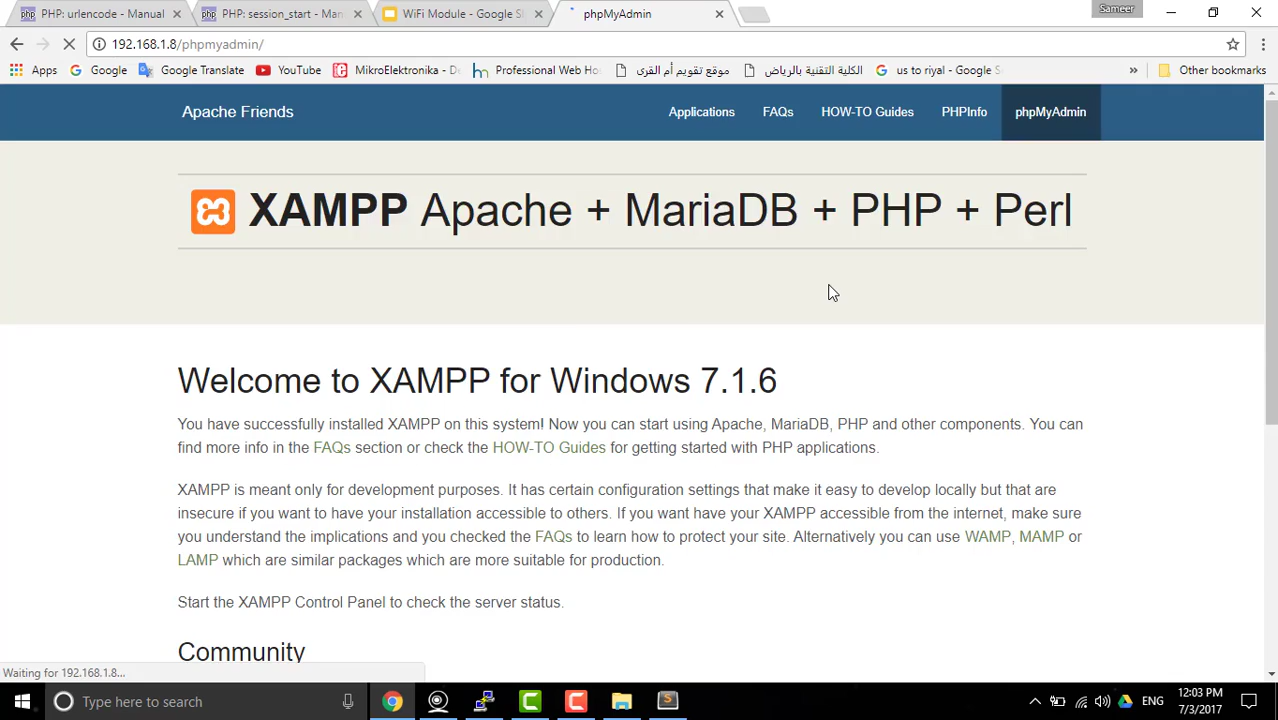 PHP: urlencode - Manual
PHP: session_start - Man
WiFi Module - Google Sl
phpMyAdmin
Sameer
192.168.1.8/phpmyadmin/
Apps
Google
Google Translate
YouTube
MikroElektronika - De
Professional Web Ho
موقع تقويم أم القرى
الكلية التقنية بالرياض
us to riyal - Google S
Other bookmarks
Apache Friends
Applications
FAQs
HOW-TO Guides
PHPInfo
phpMyAdmin
XAMPP Apache + MariaDB + PHP + Perl
Welcome to XAMPP for Windows 7.1.6
You have successfully installed XAMPP on this system! Now you can start using Apache, MariaDB, PHP and other components. You can
find more info in the FAQs section or check the HOW-TO Guides for getting started with PHP applications.
XAMPP is meant only for development purposes. It has certain configuration settings that make it easy to develop locally but that are
insecure if you want to have your installation accessible to others. If you want have your XAMPP accessible from the internet, make sure
you understand the implications and you checked the FAQs to learn how to protect your site. Alternatively you can use WAMP, MAMP or
LAMP which are similar packages which are more suitable for production.
Start the XAMPP Control Panel to check the server status.
Community
Waiting for 192.168.1.8...
Type here to search
ENG
12:03 PM
7/3/2017